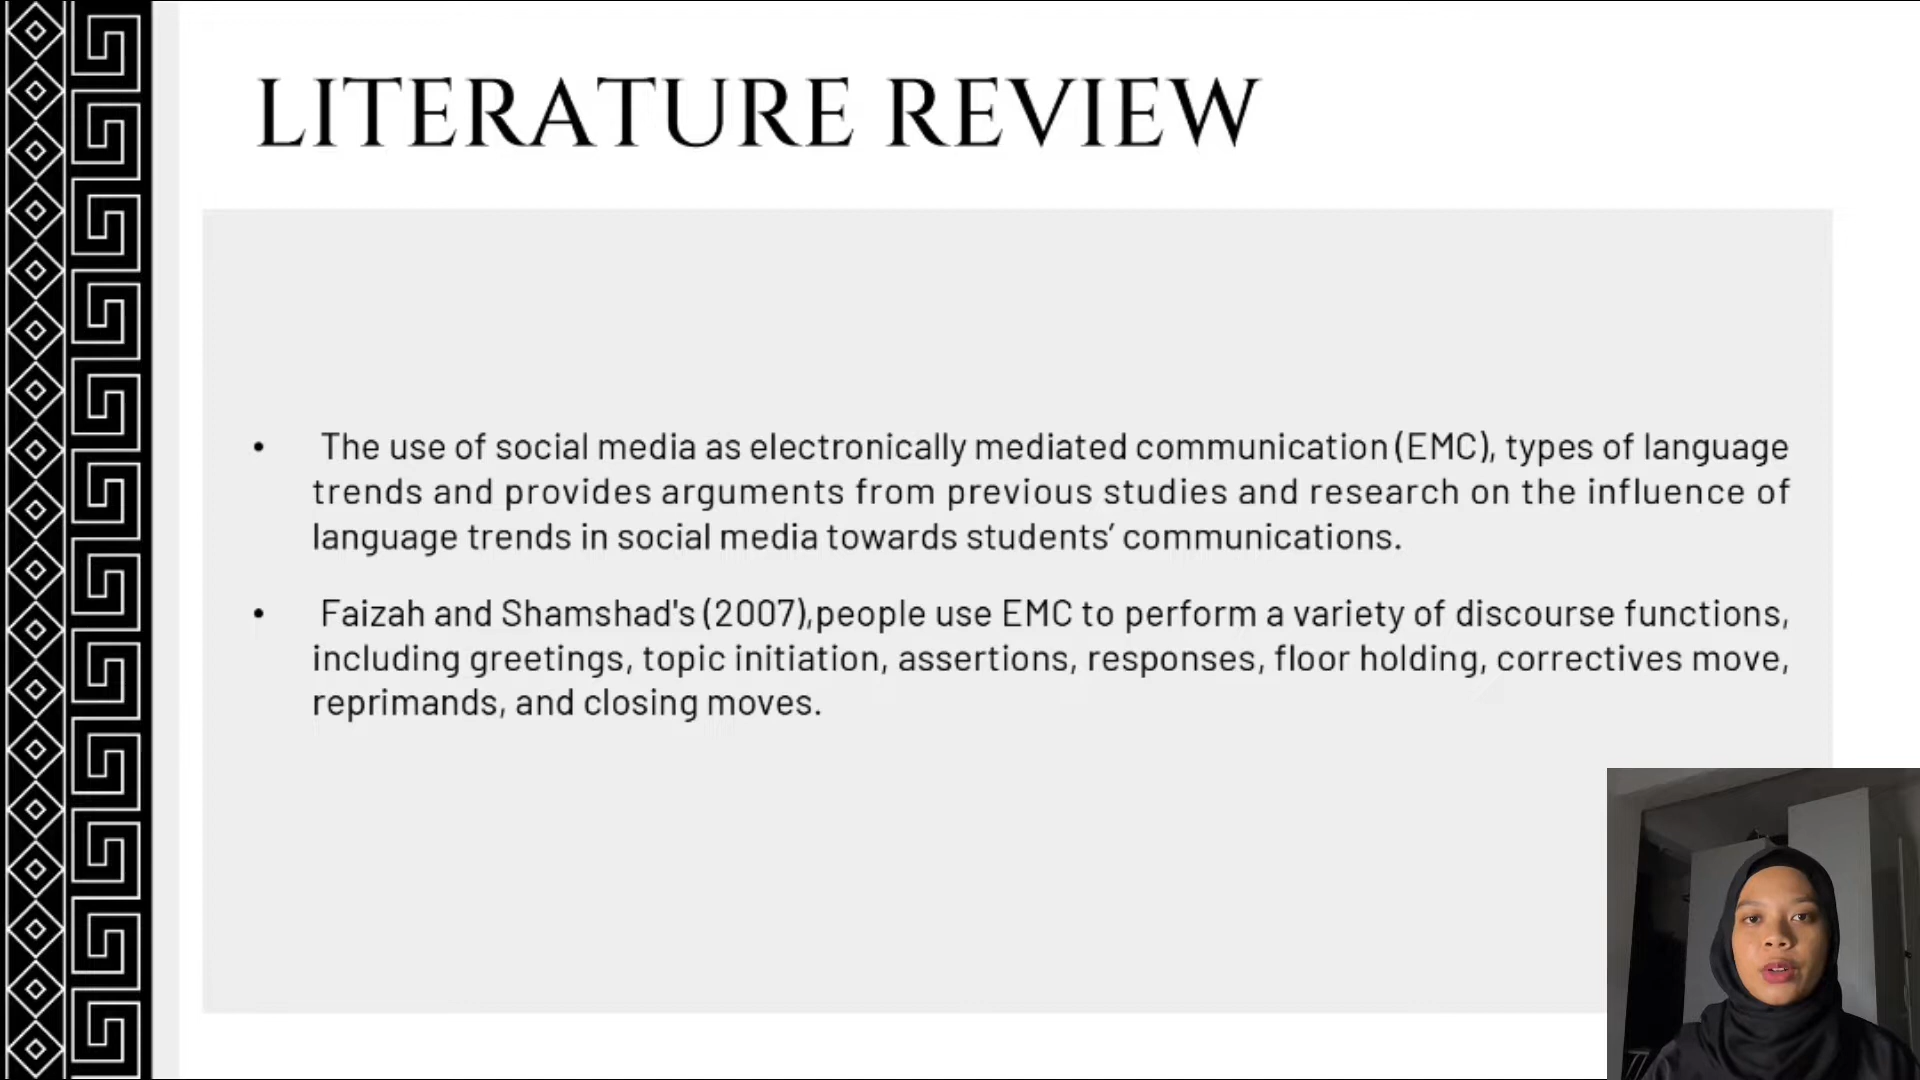 LITERATURE REVIEW
• The use of social media as electronically mediated communication (EMC), types of language
trends and provides arguments from previous studies and research on the influence of
language trends in social media towards students’ communications.
• Faizah and Shamshad's (2007),people use EMC to perform a variety of discourse functions,
including greetings, topic initiation, assertions, responses, floor holding, correctives move,
reprimands, and closing moves.